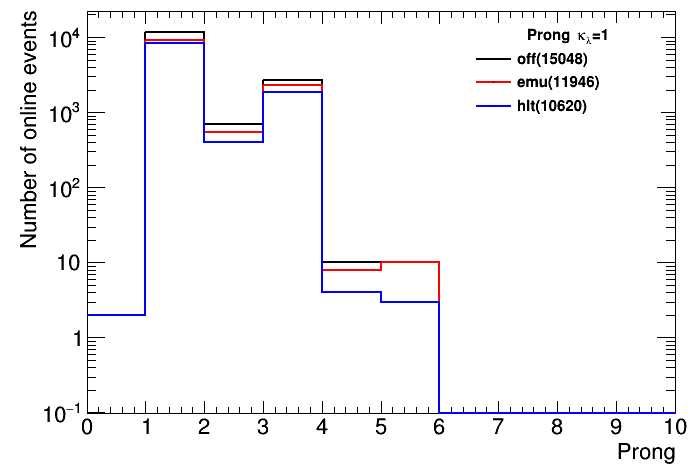 Number of online events
10⁴
10³
10²
10
1
10⁻¹
Prong κλ=1
off(15048)
emu(11946)
hlt(10620)
0 1 2 3 4 5 6 7 8 9 10
Prong